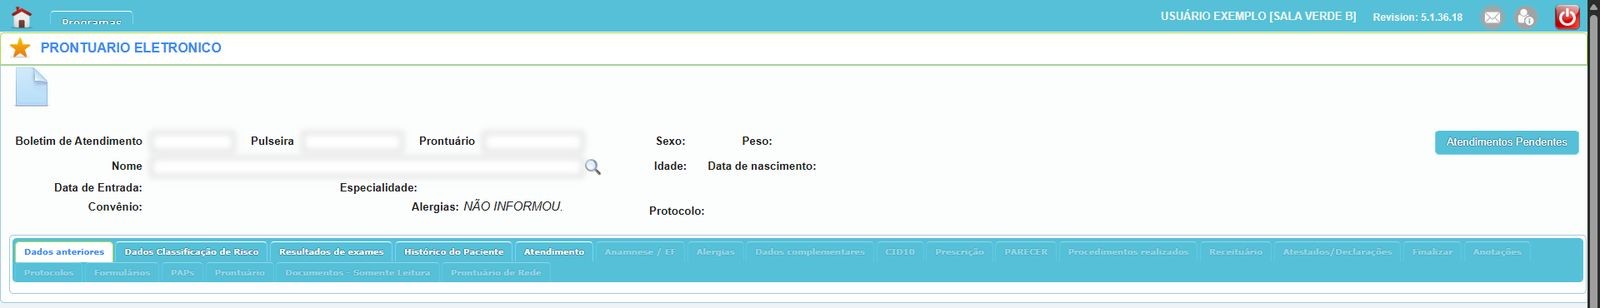 Programas
USUÁRIO EXEMPLO [SALA VERDE B] Revision: 5.1.36.18
PRONTUARIO ELETRONICO
Boletim de Atendimento Pulseira Prontuário Sexo: Peso: Atendimentos Pendentes
Nome Idade: Data de nascimento:
Data de Entrada: Especialidade:
Convênio: Alergias: NÃO INFORMOU. Protocolo:
Dados anteriores Dados Classificação de Risco Resultados de exames Histórico do Paciente Atendimento Anamnese / EF Alergias Dados complementares CID10 Prescrição PARECER Procedimentos realizados Receituário Atestados/Declarações Finalizar Anotações
Protocolos Formulários PAPs Prontuário Documentos - Somente Leitura Prontuário de Rede